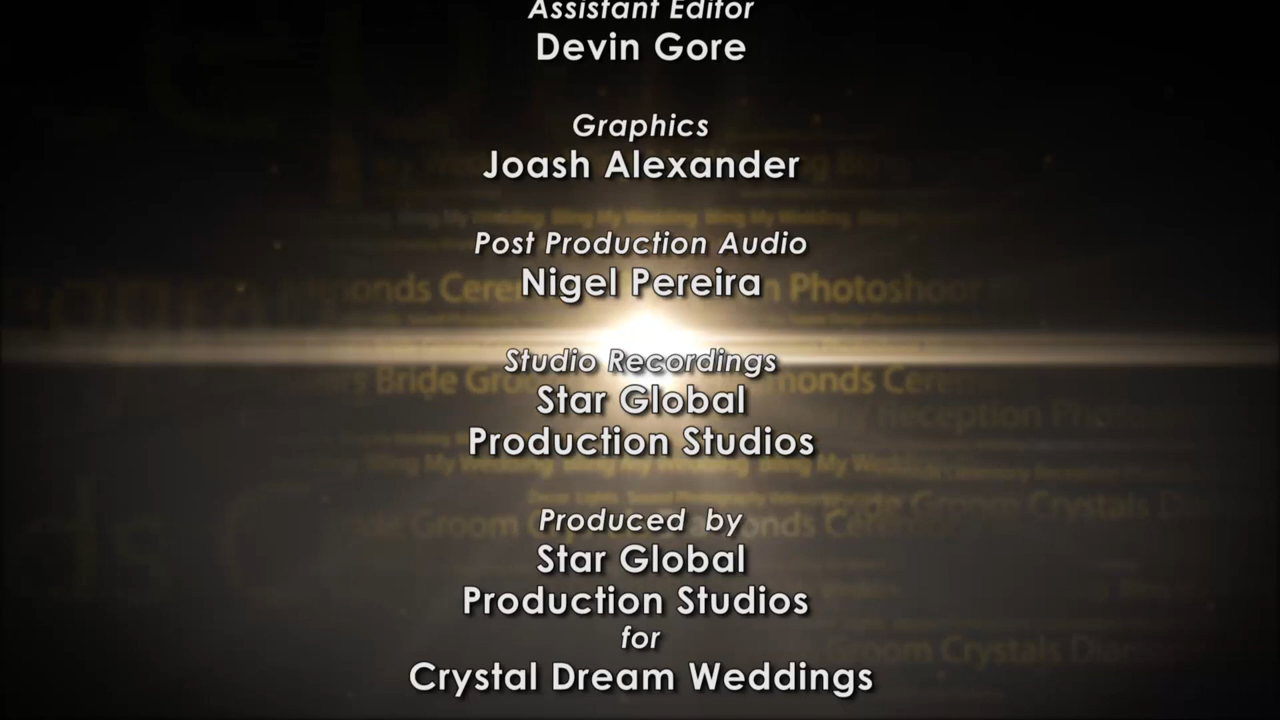 Assistant Editor
Devin Gore
Graphics
Joash Alexander
Post Production Audio
Nigel Pereira
Studio Recordings
Star Global
Production Studios
Produced by
Star Global
Production Studios
for
Crystal Dream Weddings